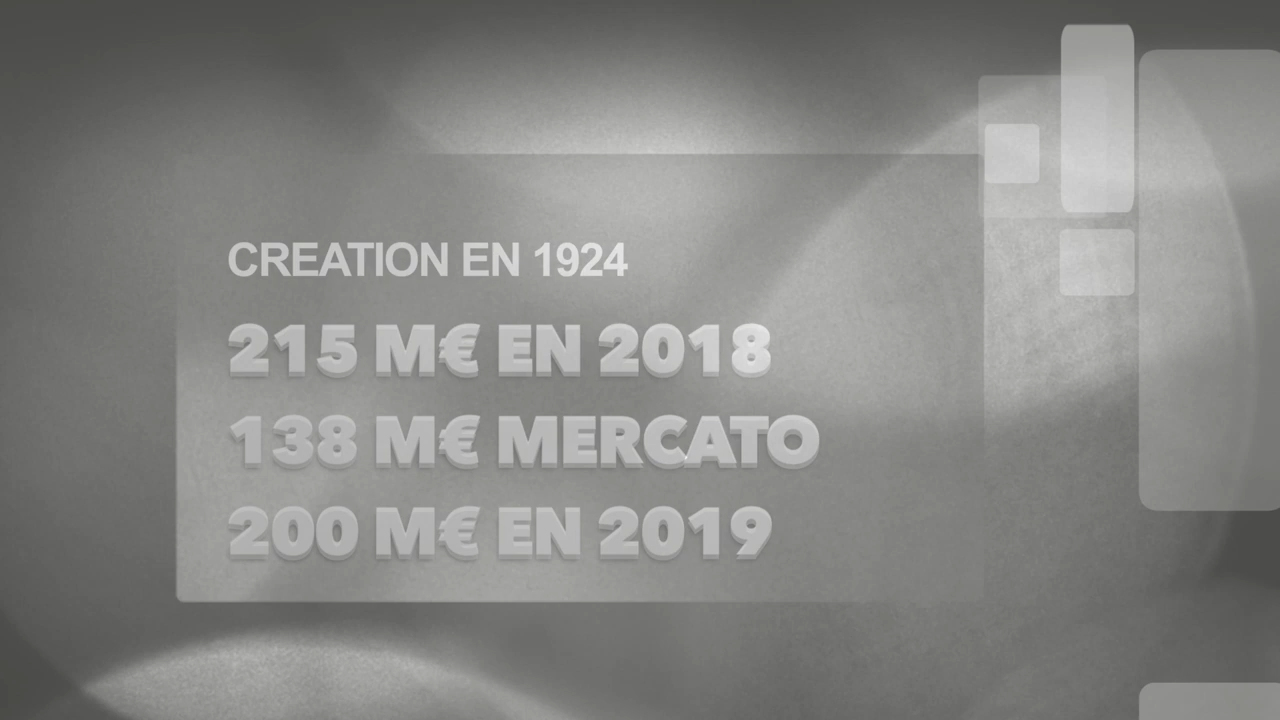 CREATION EN 1924
215 M€ EN 2018
138 M€ MERCATO
200 M€ EN 2019